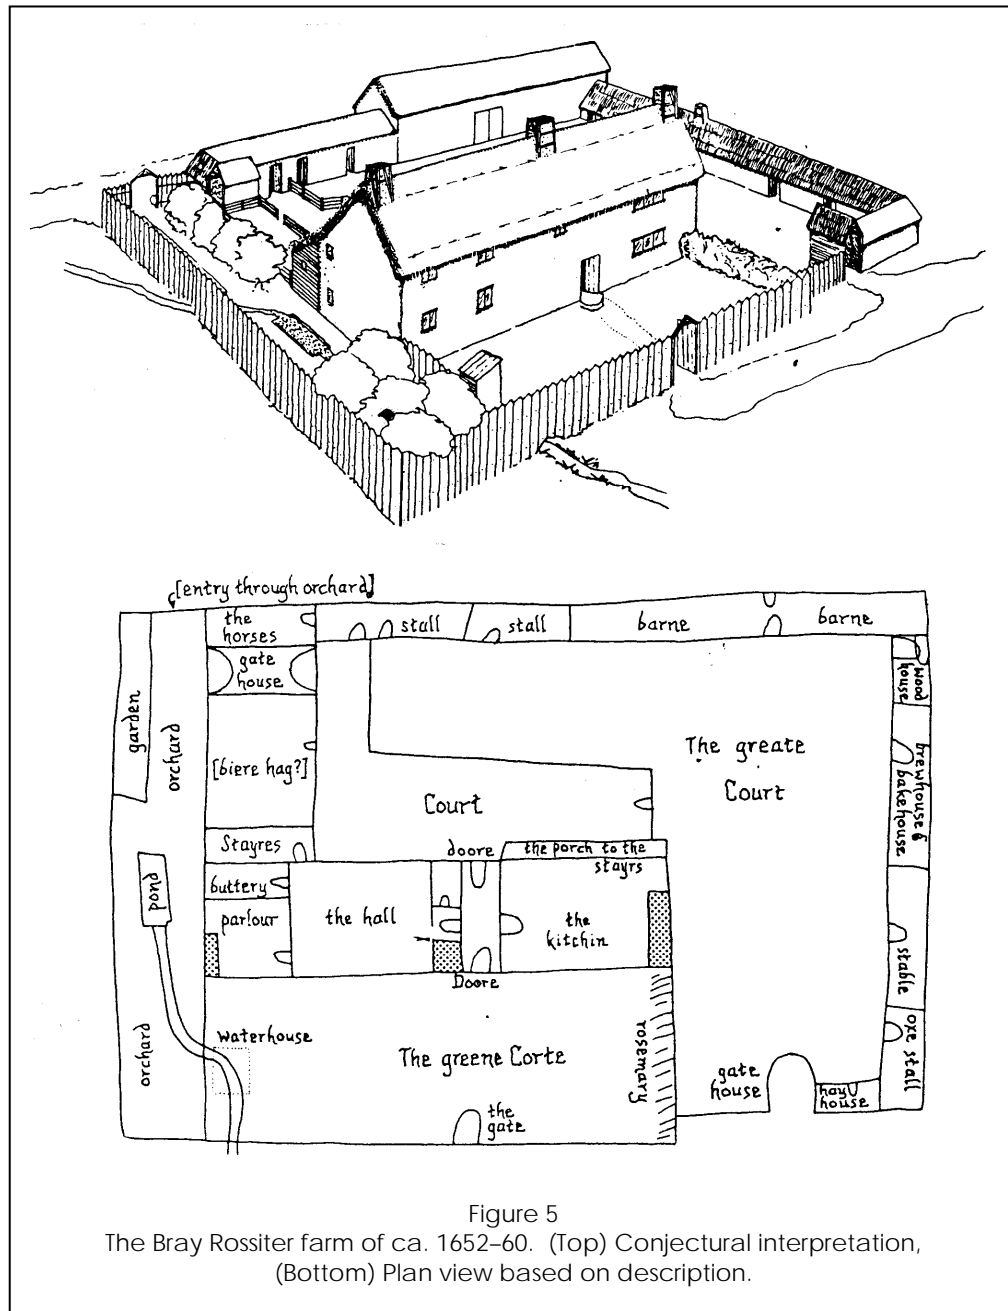 [entry through orchard]
the
horses
stall
stall
barne
barne
gate
house
wood
house
garden
orchard
[biere hag?]
The greate
Court
brewhouse &
bakehouse
Court
Stayres
doore
the porch to the
stayrs
buttery
pond
parlour
the hall
the
kitchin
stable
Doore
waterhouse
orchard
The greene Corte
rosemary
oxe stall
gate
house
hay
house
the
gate
Figure 5
The Bray Rossiter farm of ca. 1652–60. (Top) Conjectural interpretation,
(Bottom) Plan view based on description.